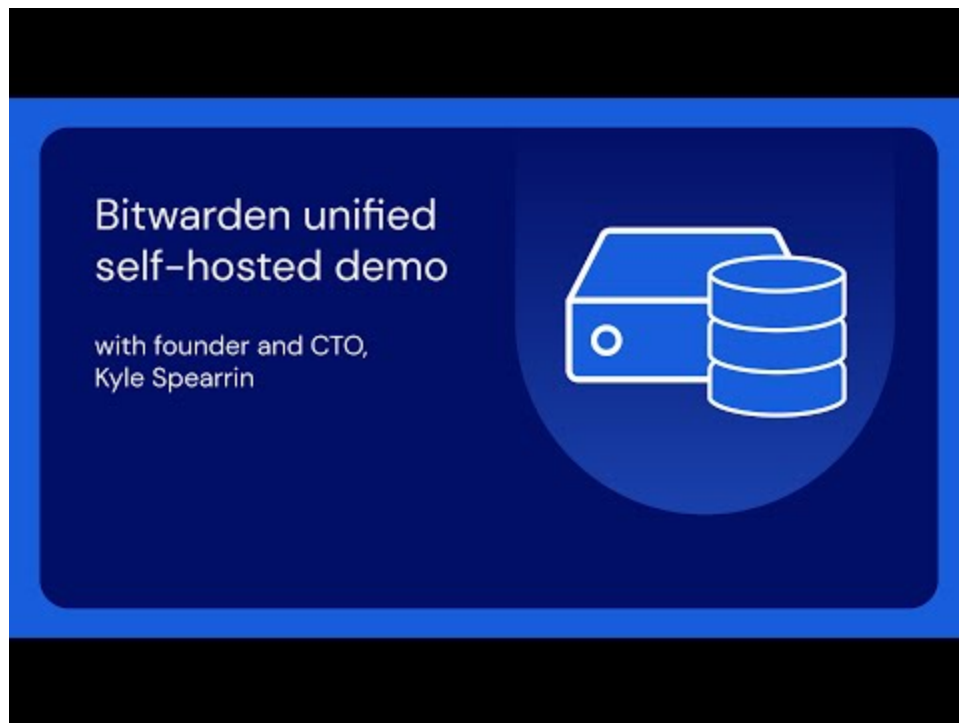 Bitwarden unified
self-hosted demo
with founder and CTO,
Kyle Spearrin